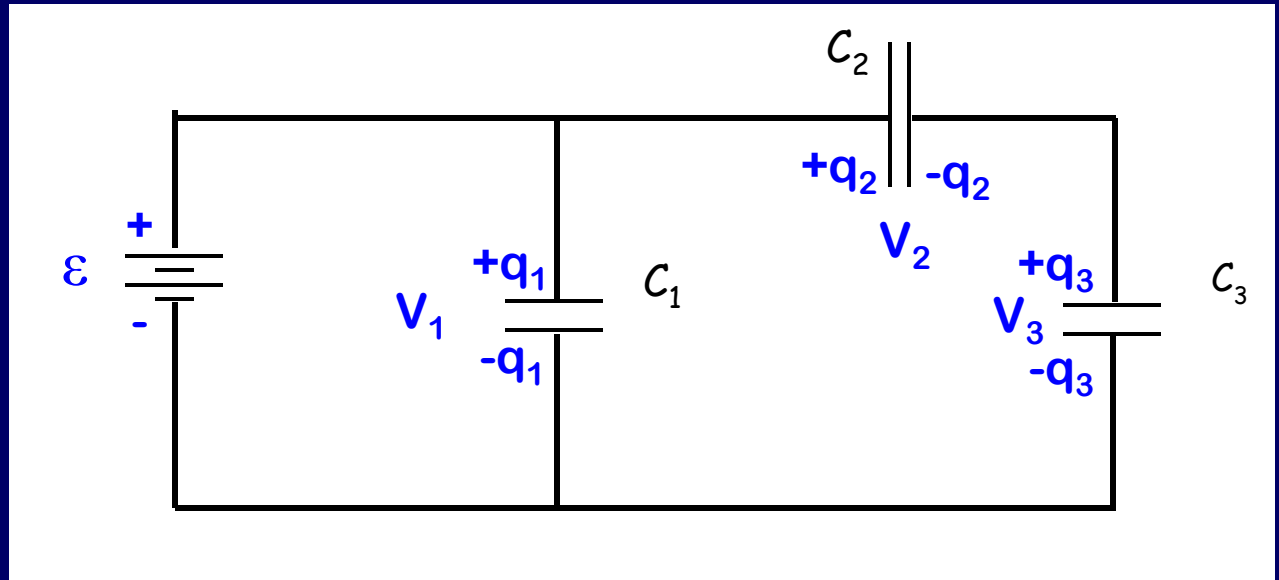 C₂
+q₂ -q₂
V₂
+
ε
-
+q₁
V₁
-q₁
C₁
+q₃
V₃
-q₃
C₃